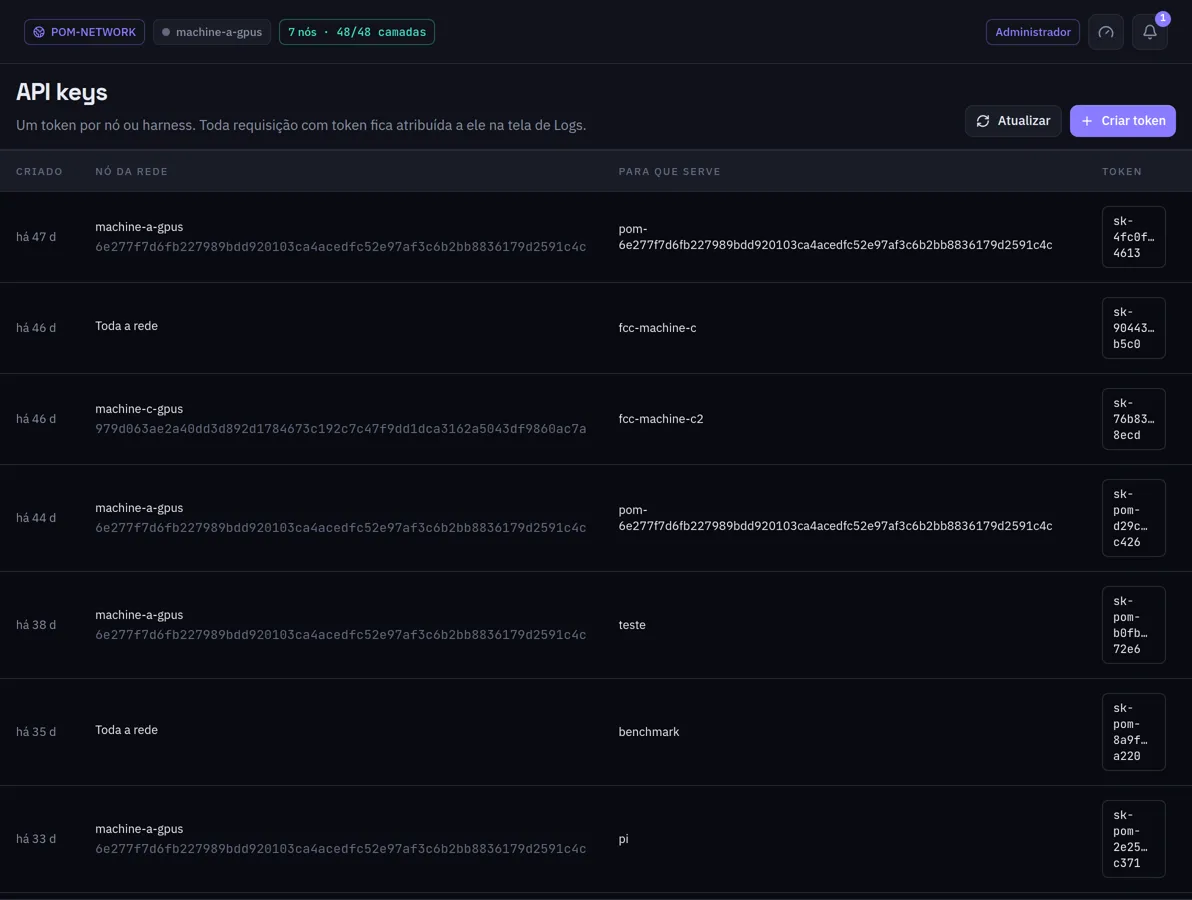 POM-NETWORK
machine-a-gpus
7 nós · 48/48 camadas
Administrador
1
API keys
Um token por nó ou harness. Toda requisição com token fica atribuída a ele na tela de Logs.
Atualizar
+ Criar token
CRIADO NÓ DA REDE PARA QUE SERVE TOKEN
há 47 d
machine-a-gpus
6e277f7d6fb227989bdd920103ca4acedfc52e97af3c6b2bb8836179d2591c4c
pom-
6e277f7d6fb227989bdd920103ca4acedfc52e97af3c6b2bb8836179d2591c4c
sk-
4fc0f…
4613
há 46 d
Toda a rede
fcc-machine-c
sk-
90443…
b5c0
há 46 d
machine-c-gpus
979d063ae2a40dd3d892d1784673c192c7c47f9dd1dca3162a5043df9860ac7a
fcc-machine-c2
sk-
76b83…
8ecd
há 44 d
machine-a-gpus
6e277f7d6fb227989bdd920103ca4acedfc52e97af3c6b2bb8836179d2591c4c
pom-
6e277f7d6fb227989bdd920103ca4acedfc52e97af3c6b2bb8836179d2591c4c
sk-
pom-
d29c…
c426
há 38 d
machine-a-gpus
6e277f7d6fb227989bdd920103ca4acedfc52e97af3c6b2bb8836179d2591c4c
teste
sk-
pom-
b0fb…
72e6
há 35 d
Toda a rede
benchmark
sk-
pom-
8a9f…
a220
há 33 d
machine-a-gpus
6e277f7d6fb227989bdd920103ca4acedfc52e97af3c6b2bb8836179d2591c4c
pi
sk-
pom-
2e25…
c371